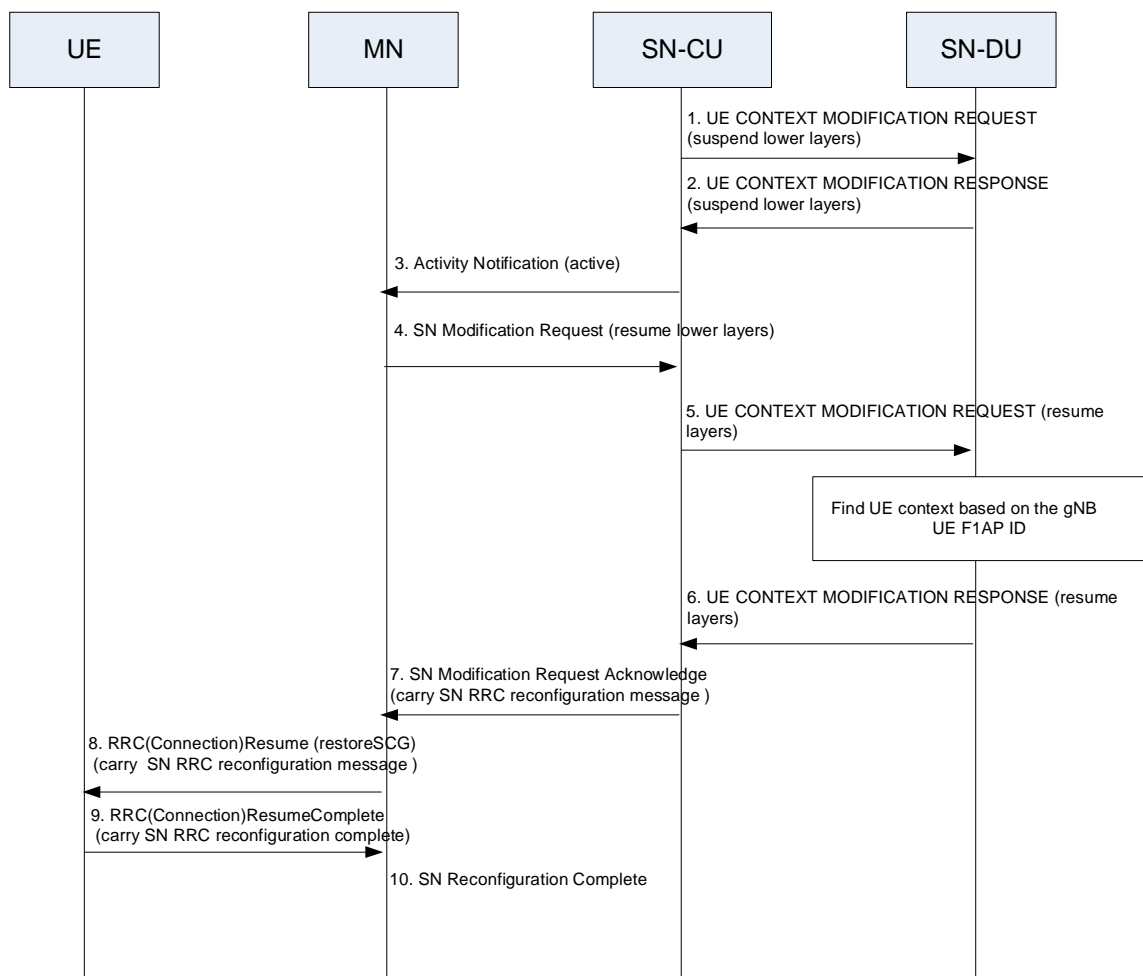 UE
MN
SN-CU
SN-DU
1. UE CONTEXT MODIFICATION REQUEST
(suspend lower layers)
2. UE CONTEXT MODIFICATION RESPONSE
(suspend lower layers)
3. Activity Notification (active)
4. SN Modification Request (resume lower layers)
5. UE CONTEXT MODIFICATION REQUEST (resume
layers)
Find UE context based on the gNB
UE F1AP ID
6. UE CONTEXT MODIFICATION RESPONSE (resume
layers)
7. SN Modification Request Acknowledge
(carry SN RRC reconfiguration message )
8. RRC(Connection)Resume (restoreSCG)
(carry SN RRC reconfiguration message )
9. RRC(Connection)ResumeComplete
(carry SN RRC reconfiguration complete)
10. SN Reconfiguration Complete